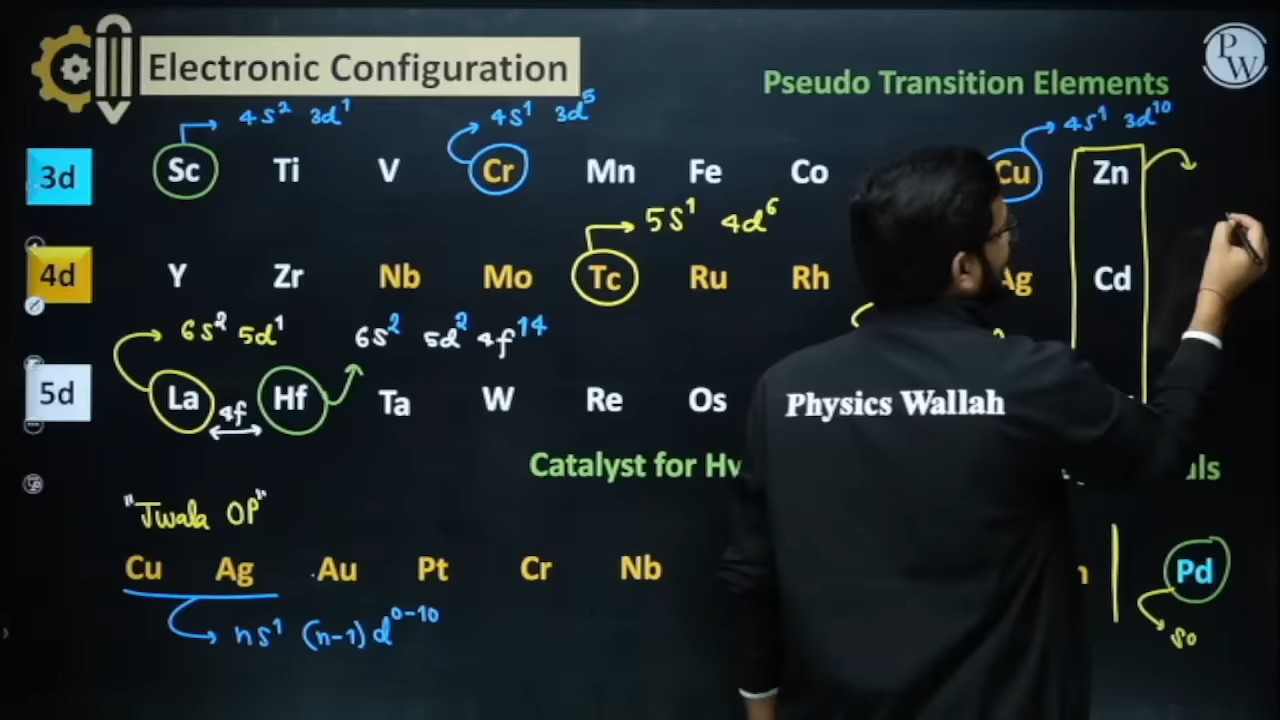 Electronic Configuration
Pseudo Transition Elements
PW
4s² 3d¹ 4s¹ 3d⁵ 4s¹ 3d¹⁰
3d Sc Ti V Cr Mn Fe Co Cu Zn
5s¹ 4d⁶
4d Y Zr Nb Mo Tc Ru Rh Ag Cd
6s² 5d¹ 6s² 5d² 4f¹⁴
5d La 4f Hf Ta W Re Os
Physics Wallah
Catalyst for
"Jwala OP"
Cu Ag Au Pt Cr Nb Pd
ns¹ (n-1)d⁰⁻¹⁰